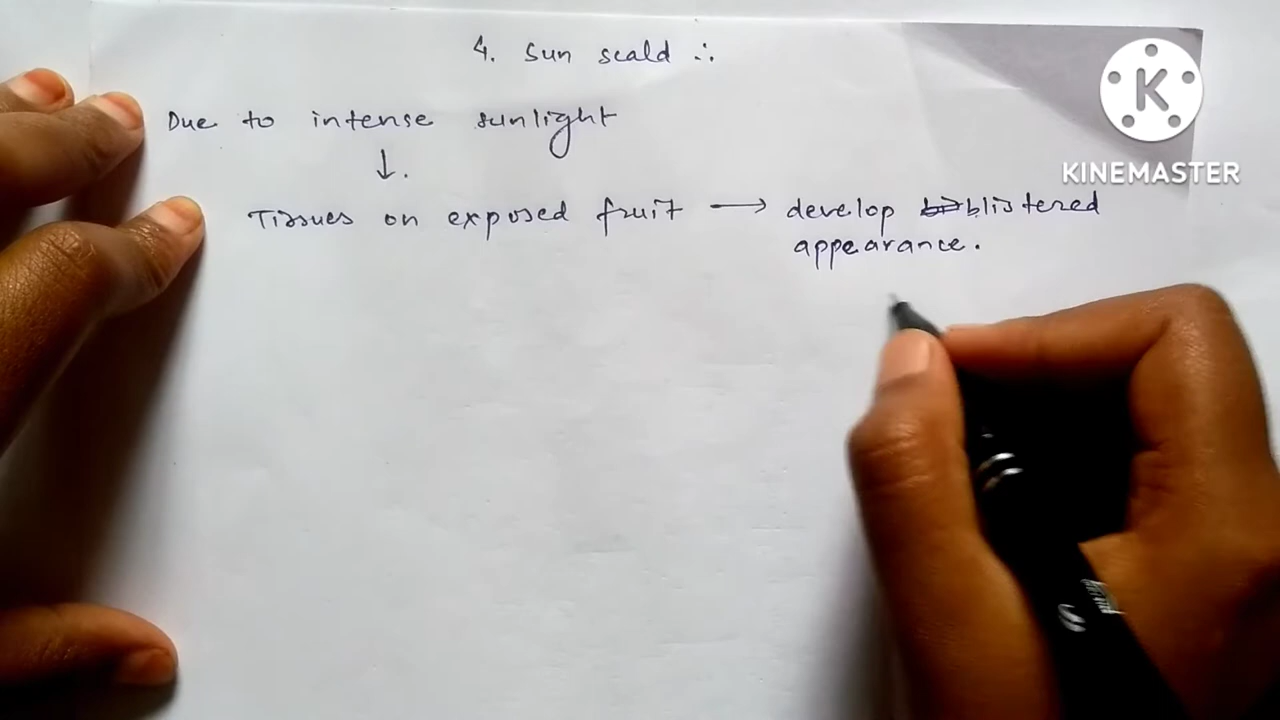 4. Sun scald ∴
Due to intense sunlight
↓.
Tissues on exposed fruit → develop blistered
appearance.
K
KINEMASTER